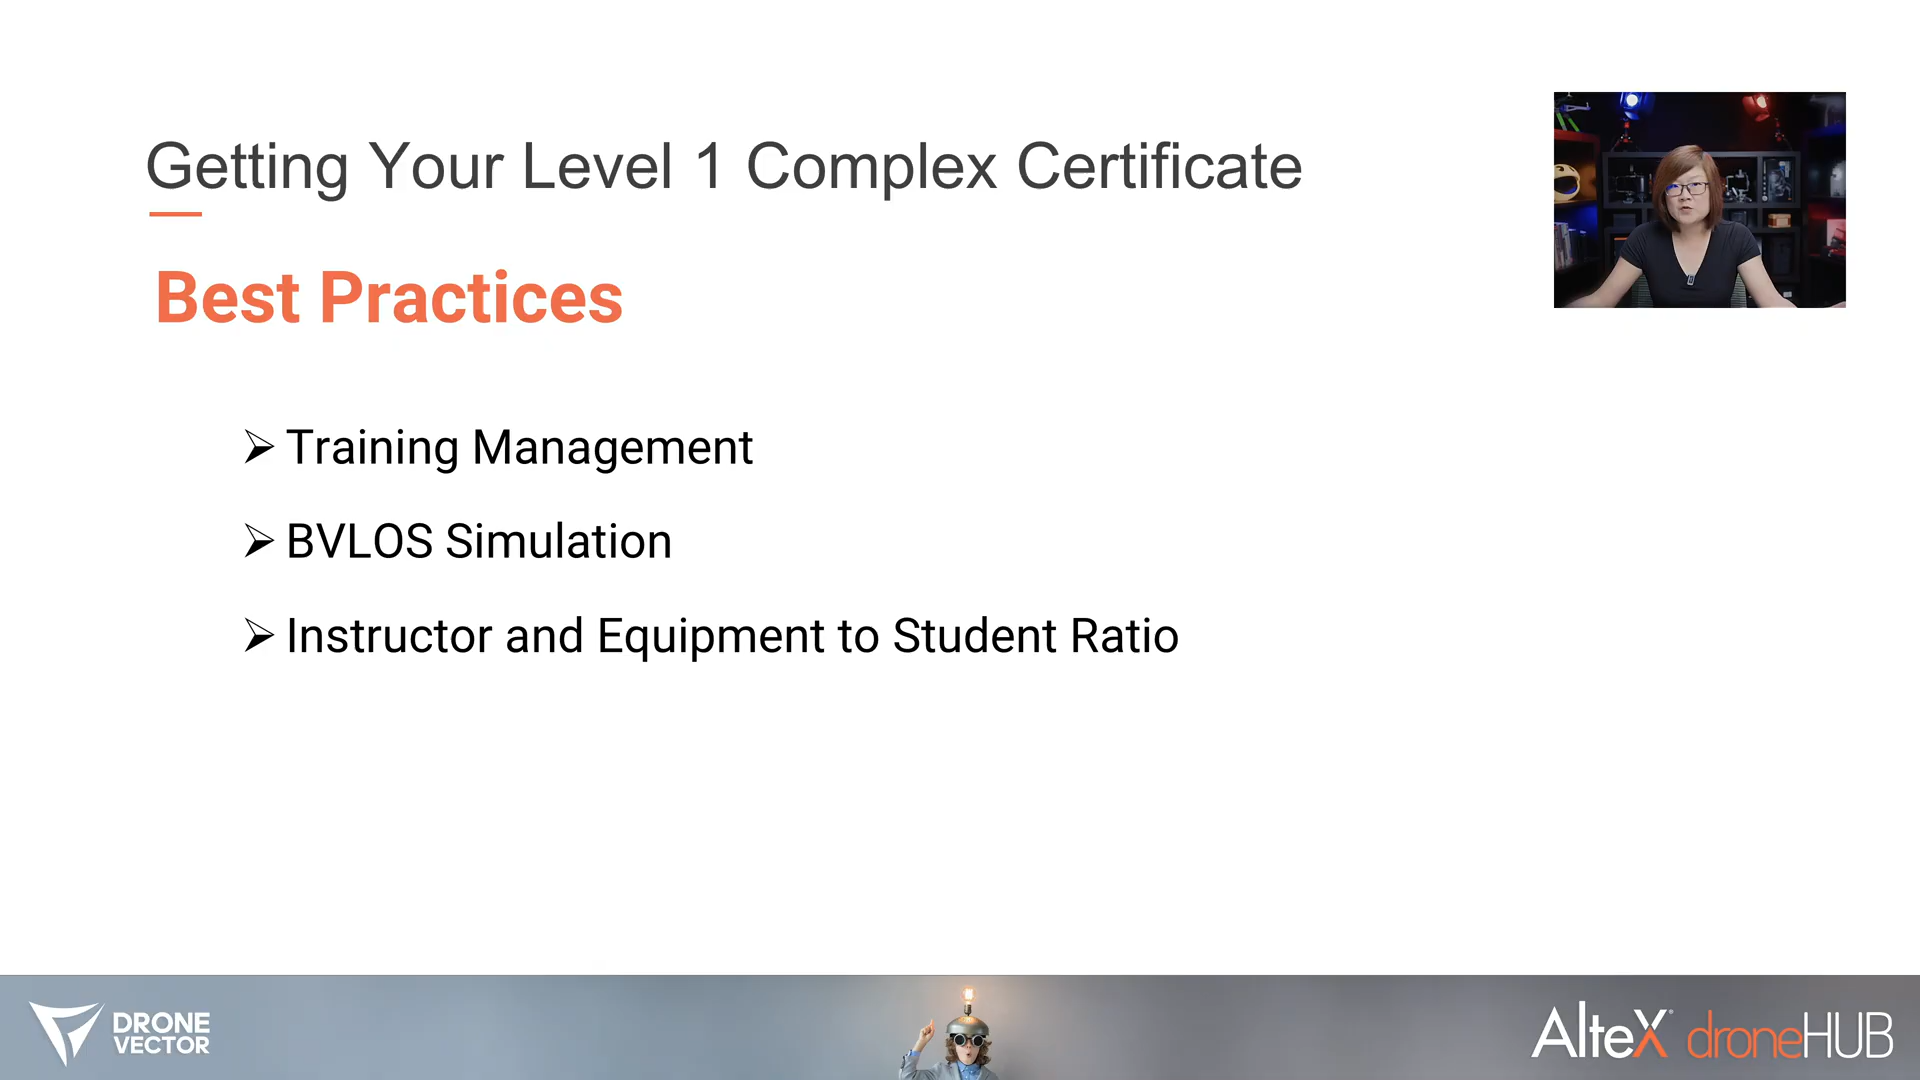 Getting Your Level 1 Complex Certificate
Best Practices
Training Management
BVLOS Simulation
Instructor and Equipment to Student Ratio
DRONE
VECTOR
AlteX droneHUB